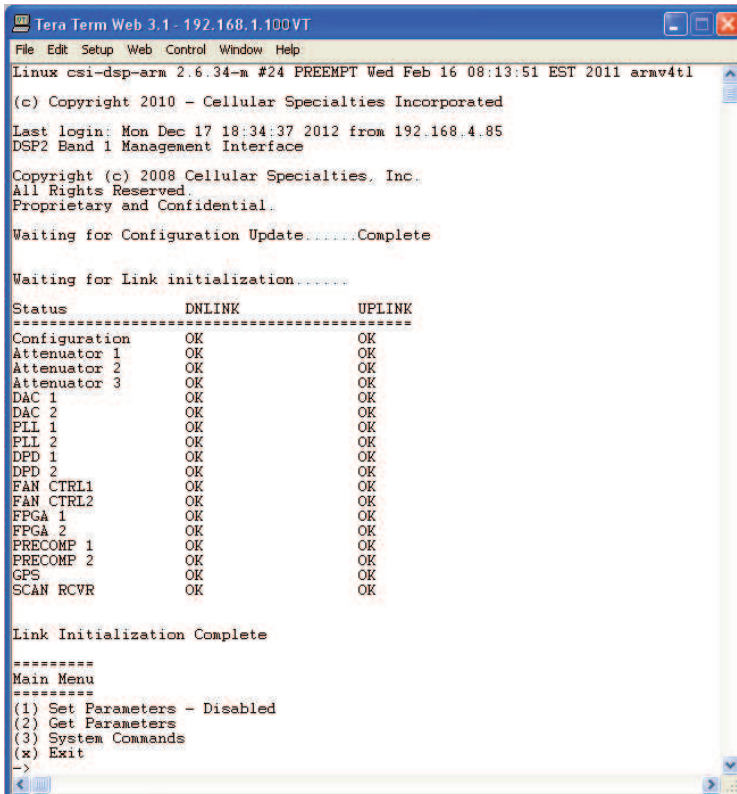 Tera Term Web 3.1 - 192.168.1.100 VT
File Edit Setup Web Control Window Help
Linux csi-dsp-arm 2.6.34-m #24 PREEMPT Wed Feb 16 08:13:51 EST 2011 armv4tl
(c) Copyright 2010 - Cellular Specialties Incorporated
Last login: Mon Dec 17 18:34:37 2012 from 192.168.4.85
DSP2 Band 1 Management Interface
Copyright (c) 2008 Cellular Specialties, Inc.
All Rights Reserved.
Proprietary and Confidential.
Waiting for Configuration Update......Complete
Waiting for Link initialization......
Status DNLINK UPLINK
==============================================
Configuration OK OK
Attenuator 1 OK OK
Attenuator 2 OK OK
Attenuator 3 OK OK
DAC 1 OK OK
DAC 2 OK OK
PLL 1 OK OK
PLL 2 OK OK
DPD 1 OK OK
DPD 2 OK OK
FAN CTRL1 OK OK
FAN CTRL2 OK OK
FPGA 1 OK OK
FPGA 2 OK OK
PRECOMP 1 OK OK
PRECOMP 2 OK OK
GPS OK OK
SCAN RCVR OK OK
Link Initialization Complete
=========
Main Menu
=========
(1) Set Parameters - Disabled
(2) Get Parameters
(3) System Commands
(x) Exit
->